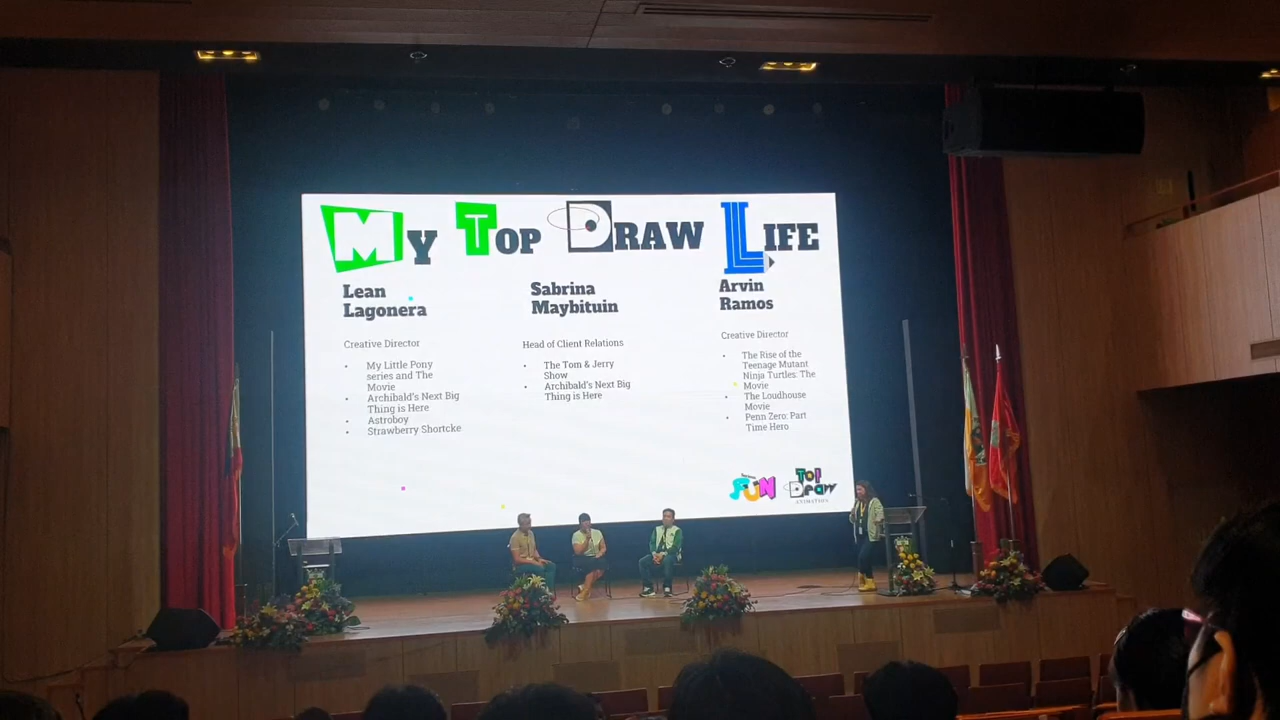 MY TOP DRAW LIFE
Lean
Lagonera
Creative Director
• My Little Pony
series and The
Movie
• Archibald's Next Big
Thing is Here
• Astroboy
• Strawberry Shortcke
Sabrina
Maybituin
Head of Client Relations
• The Tom & Jerry
Show
• Archibald's Next Big
Thing is Here
Arvin
Ramos
Creative Director
• The Rise of the
Teenage Mutant
Ninja Turtles: The
Movie
• The Loudhouse
Movie
• Penn Zero: Part
Time Hero
FUN
Top
Draw
ANIMATION